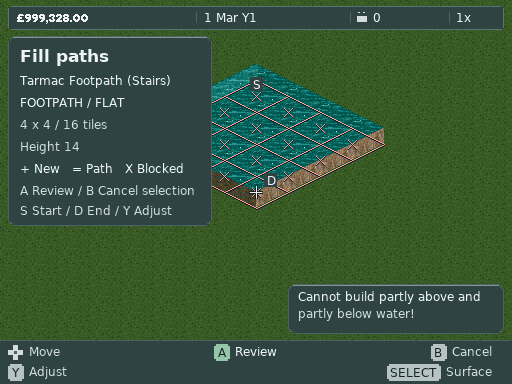 £999,328.00
1 Mar Y1
0
1x
Fill paths
Tarmac Footpath (Stairs)
FOOTPATH / FLAT
4 x 4 / 16 tiles
Height 14
+ New = Path X Blocked
A Review / B Cancel selection
S Start / D End / Y Adjust
S
D
Cannot build partly above and
partly below water!
Move
A Review
B Cancel
Y Adjust
SELECT Surface